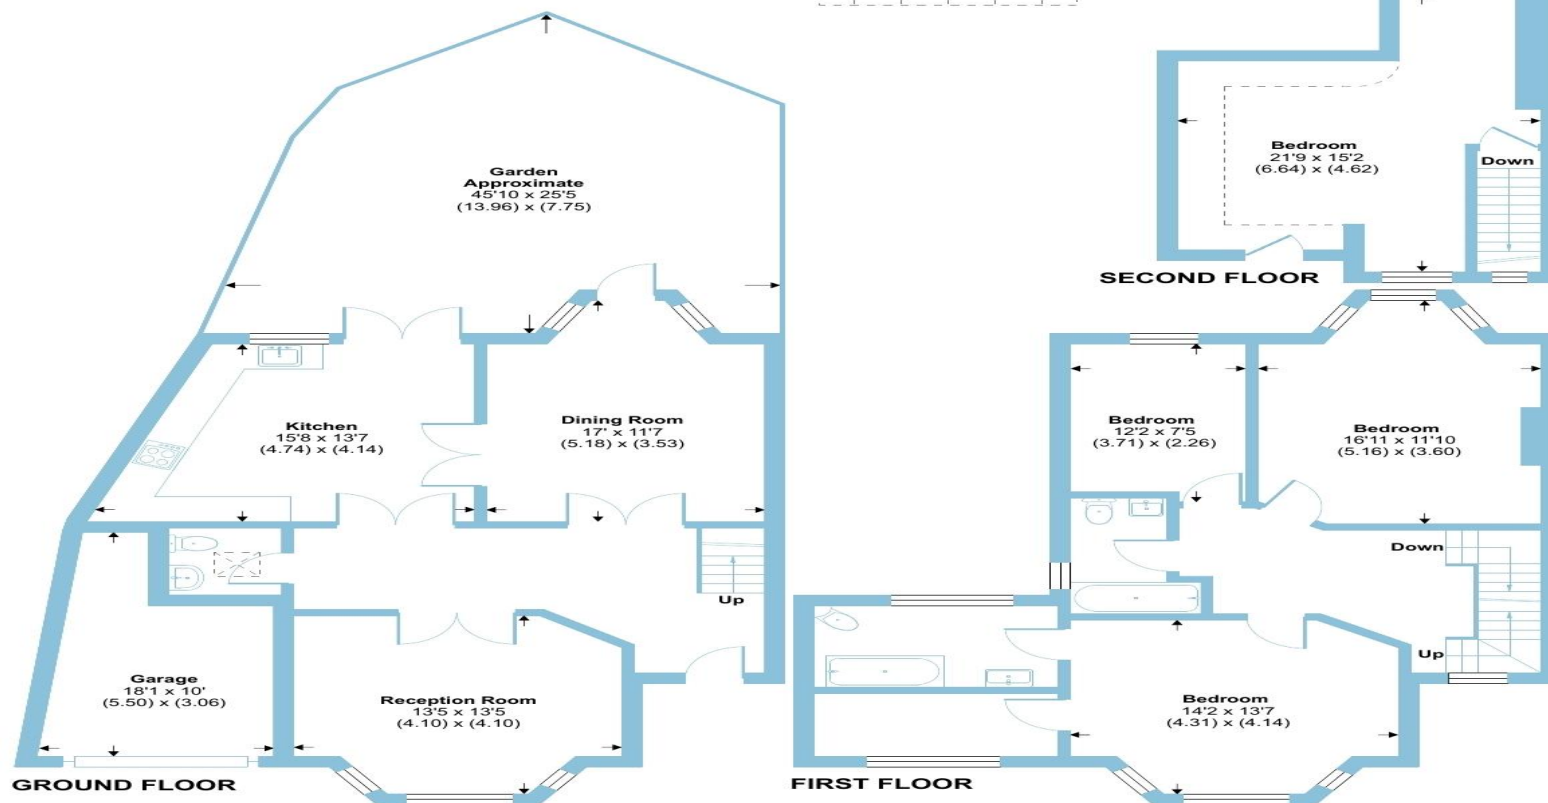 Garden
Approximate
45'10 x 25'5
(13.96) x (7.75)
Kitchen
15'8 x 13'7
(4.74) x (4.14)
Dining Room
17' x 11'7
(5.18) x (3.53)
Up
Garage
18'1 x 10'
(5.50) x (3.06)
Reception Room
13'5 x 13'5
(4.10) x (4.10)
GROUND FLOOR
Bedroom
21'9 x 15'2
(6.64) x (4.62)
Down
SECOND FLOOR
Bedroom
12'2 x 7'5
(3.71) x (2.26)
Bedroom
16'11 x 11'10
(5.16) x (3.60)
Down
Up
Bedroom
14'2 x 13'7
(4.31) x (4.14)
FIRST FLOOR